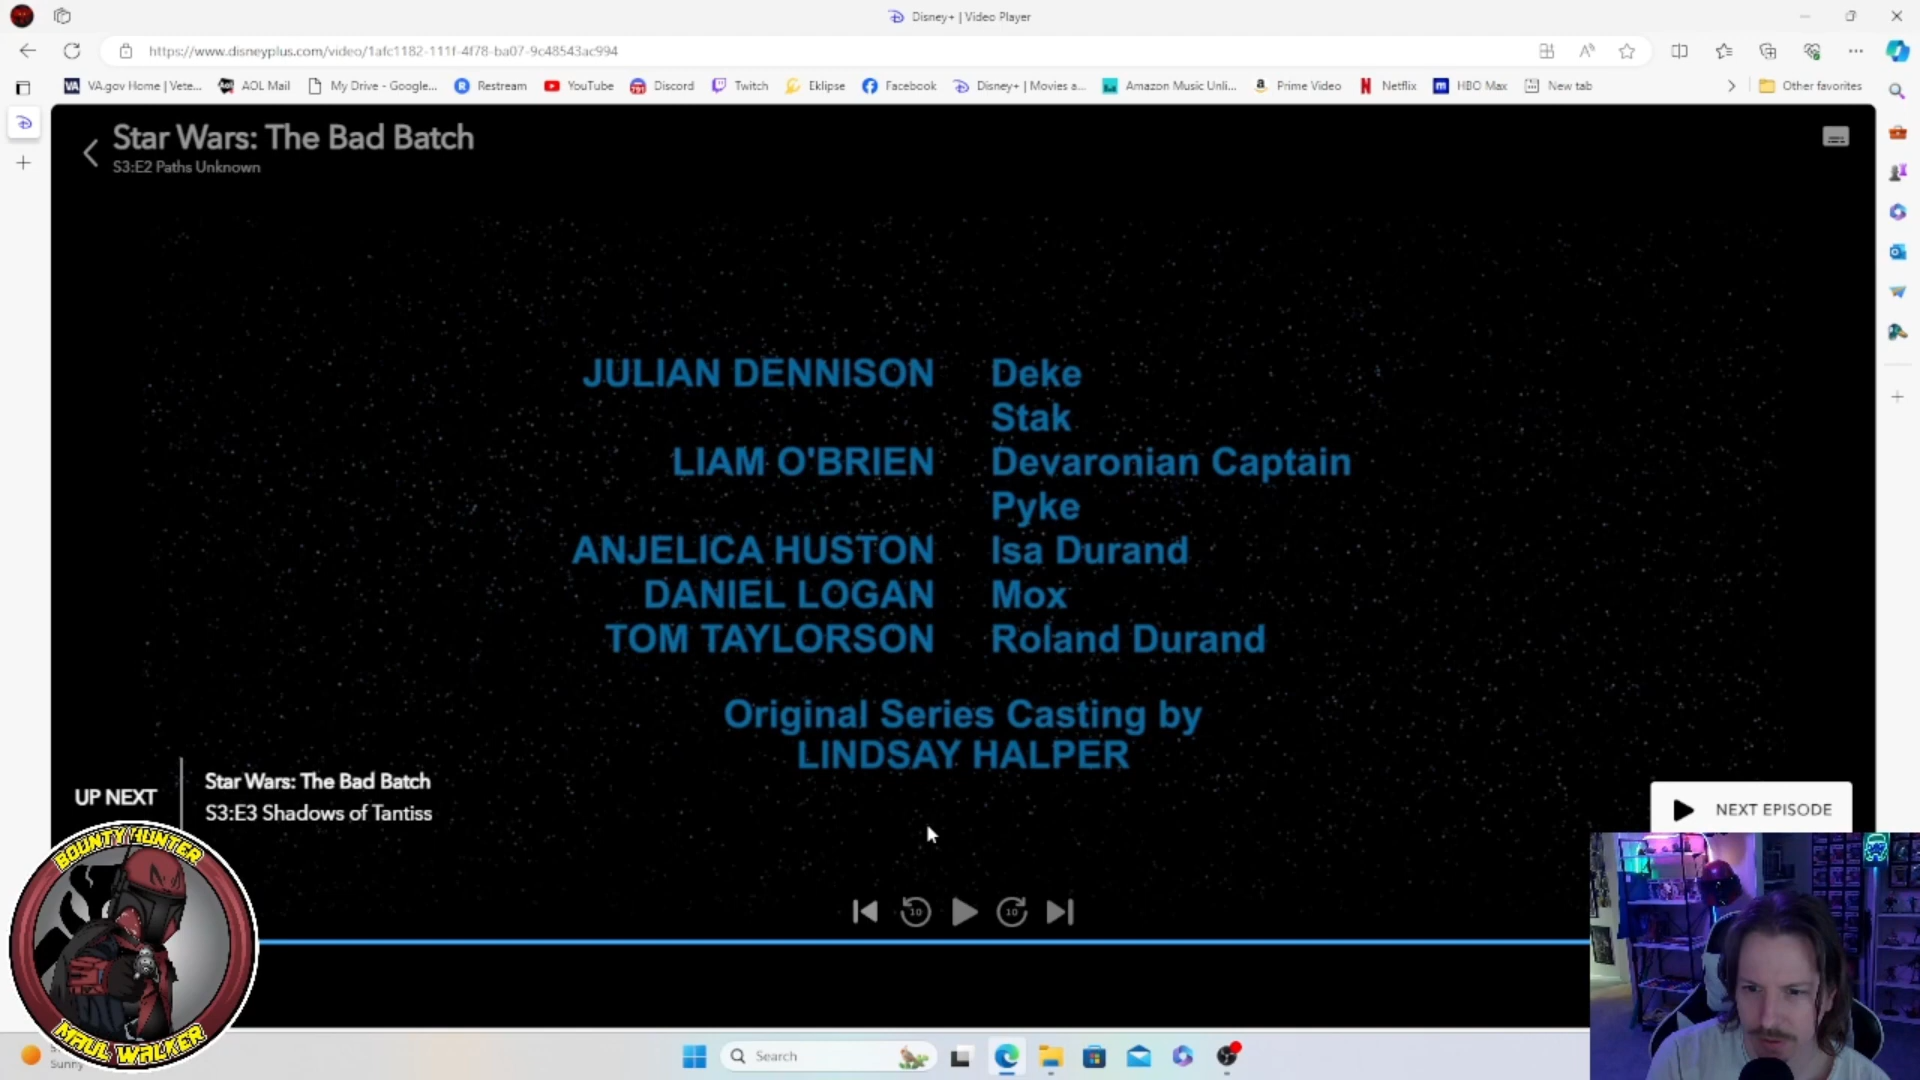 Disney+ | Video Player
https://www.disneyplus.com/video/1afc1182-111f-4f78-ba07-9c48543ac994
VA.gov Home | Vete... AOL Mail My Drive - Google... Restream YouTube Discord Twitch Eklipse Facebook Disney+ | Movies a... Amazon Music Unli... Prime Video Netflix HBO Max New tab Other favorites
Star Wars: The Bad Batch
S3:E2 Paths Unknown
JULIAN DENNISON Deke
Stak
LIAM O'BRIEN Devaronian Captain
Pyke
ANJELICA HUSTON Isa Durand
DANIEL LOGAN Mox
TOM TAYLORSON Roland Durand
Original Series Casting by
LINDSAY HALPER
UP NEXT
Star Wars: The Bad Batch
S3:E3 Shadows of Tantiss
NEXT EPISODE
10 10
BOUNTY HUNTER
MAUL WALKER
Sunny
Search